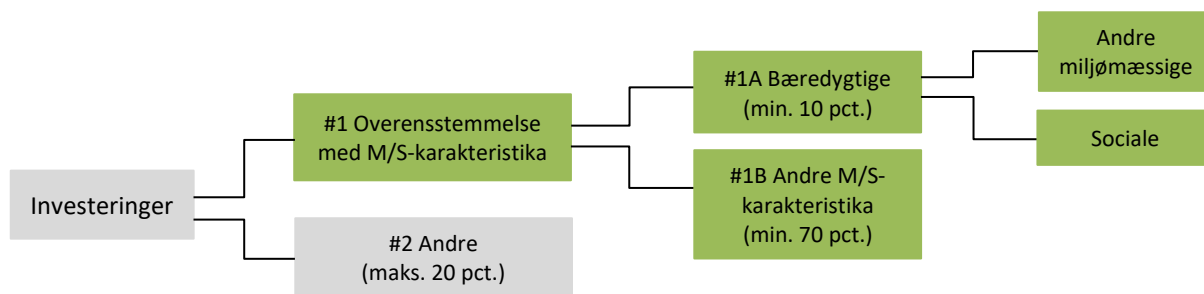 Investeringer
#1 Overensstemmelse
med M/S-karakteristika
#2 Andre
(maks. 20 pct.)
#1A Bæredygtige
(min. 10 pct.)
#1B Andre M/S-
karakteristika
(min. 70 pct.)
Andre
miljømæssige
Sociale